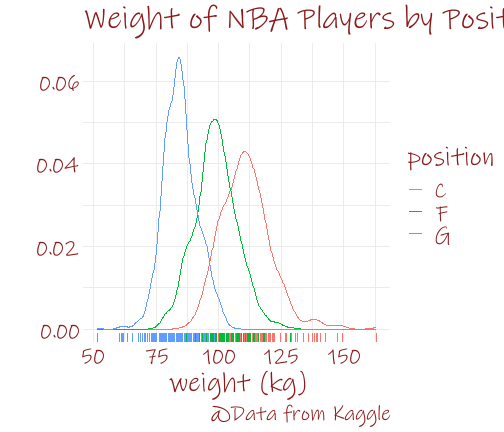 Weight of NBA Players by Posit
0.06
0.04
0.02
0.00
50 75 100 125 150
weight (kg)
@Data from Kaggle
position
C
F
G